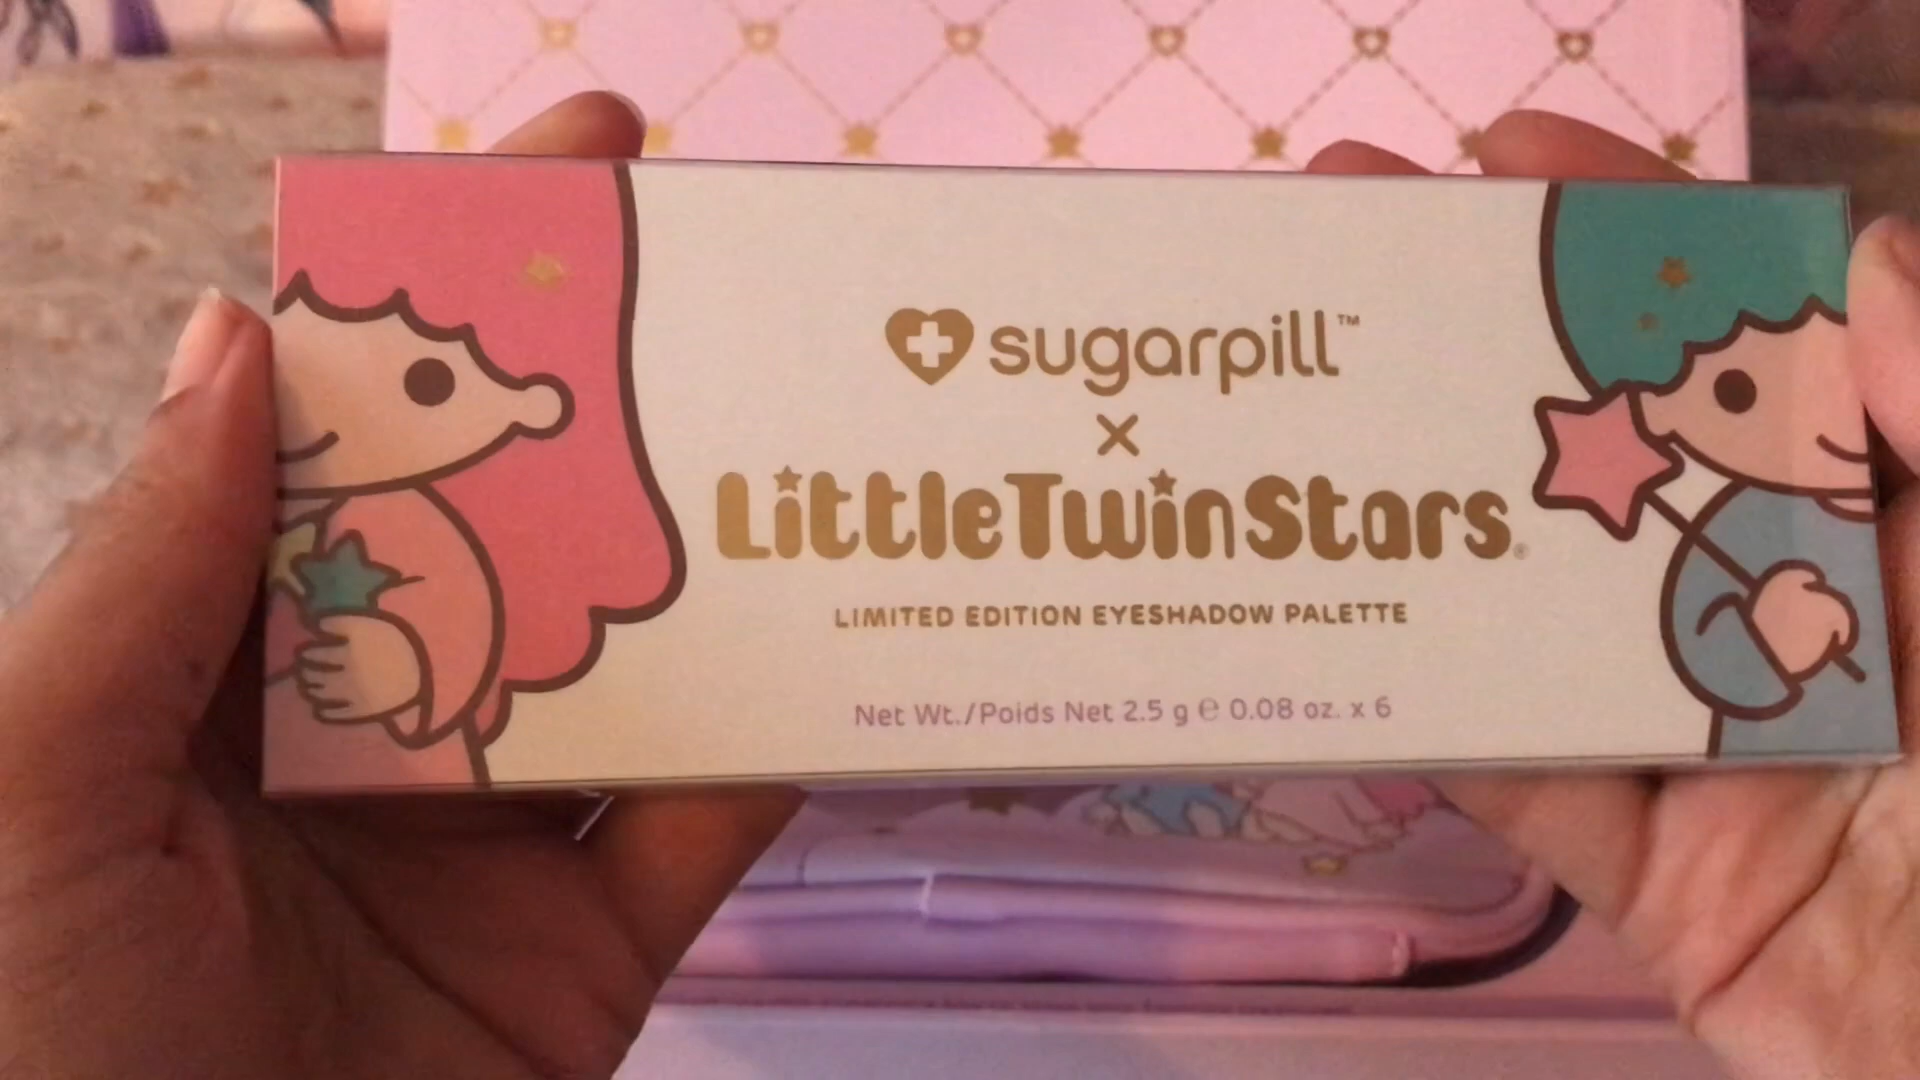 sugarpill™
×
LittleTwinStars®
LIMITED EDITION EYESHADOW PALETTE
Net Wt./Poids Net 2.5 g ℮ 0.08 oz. x 6